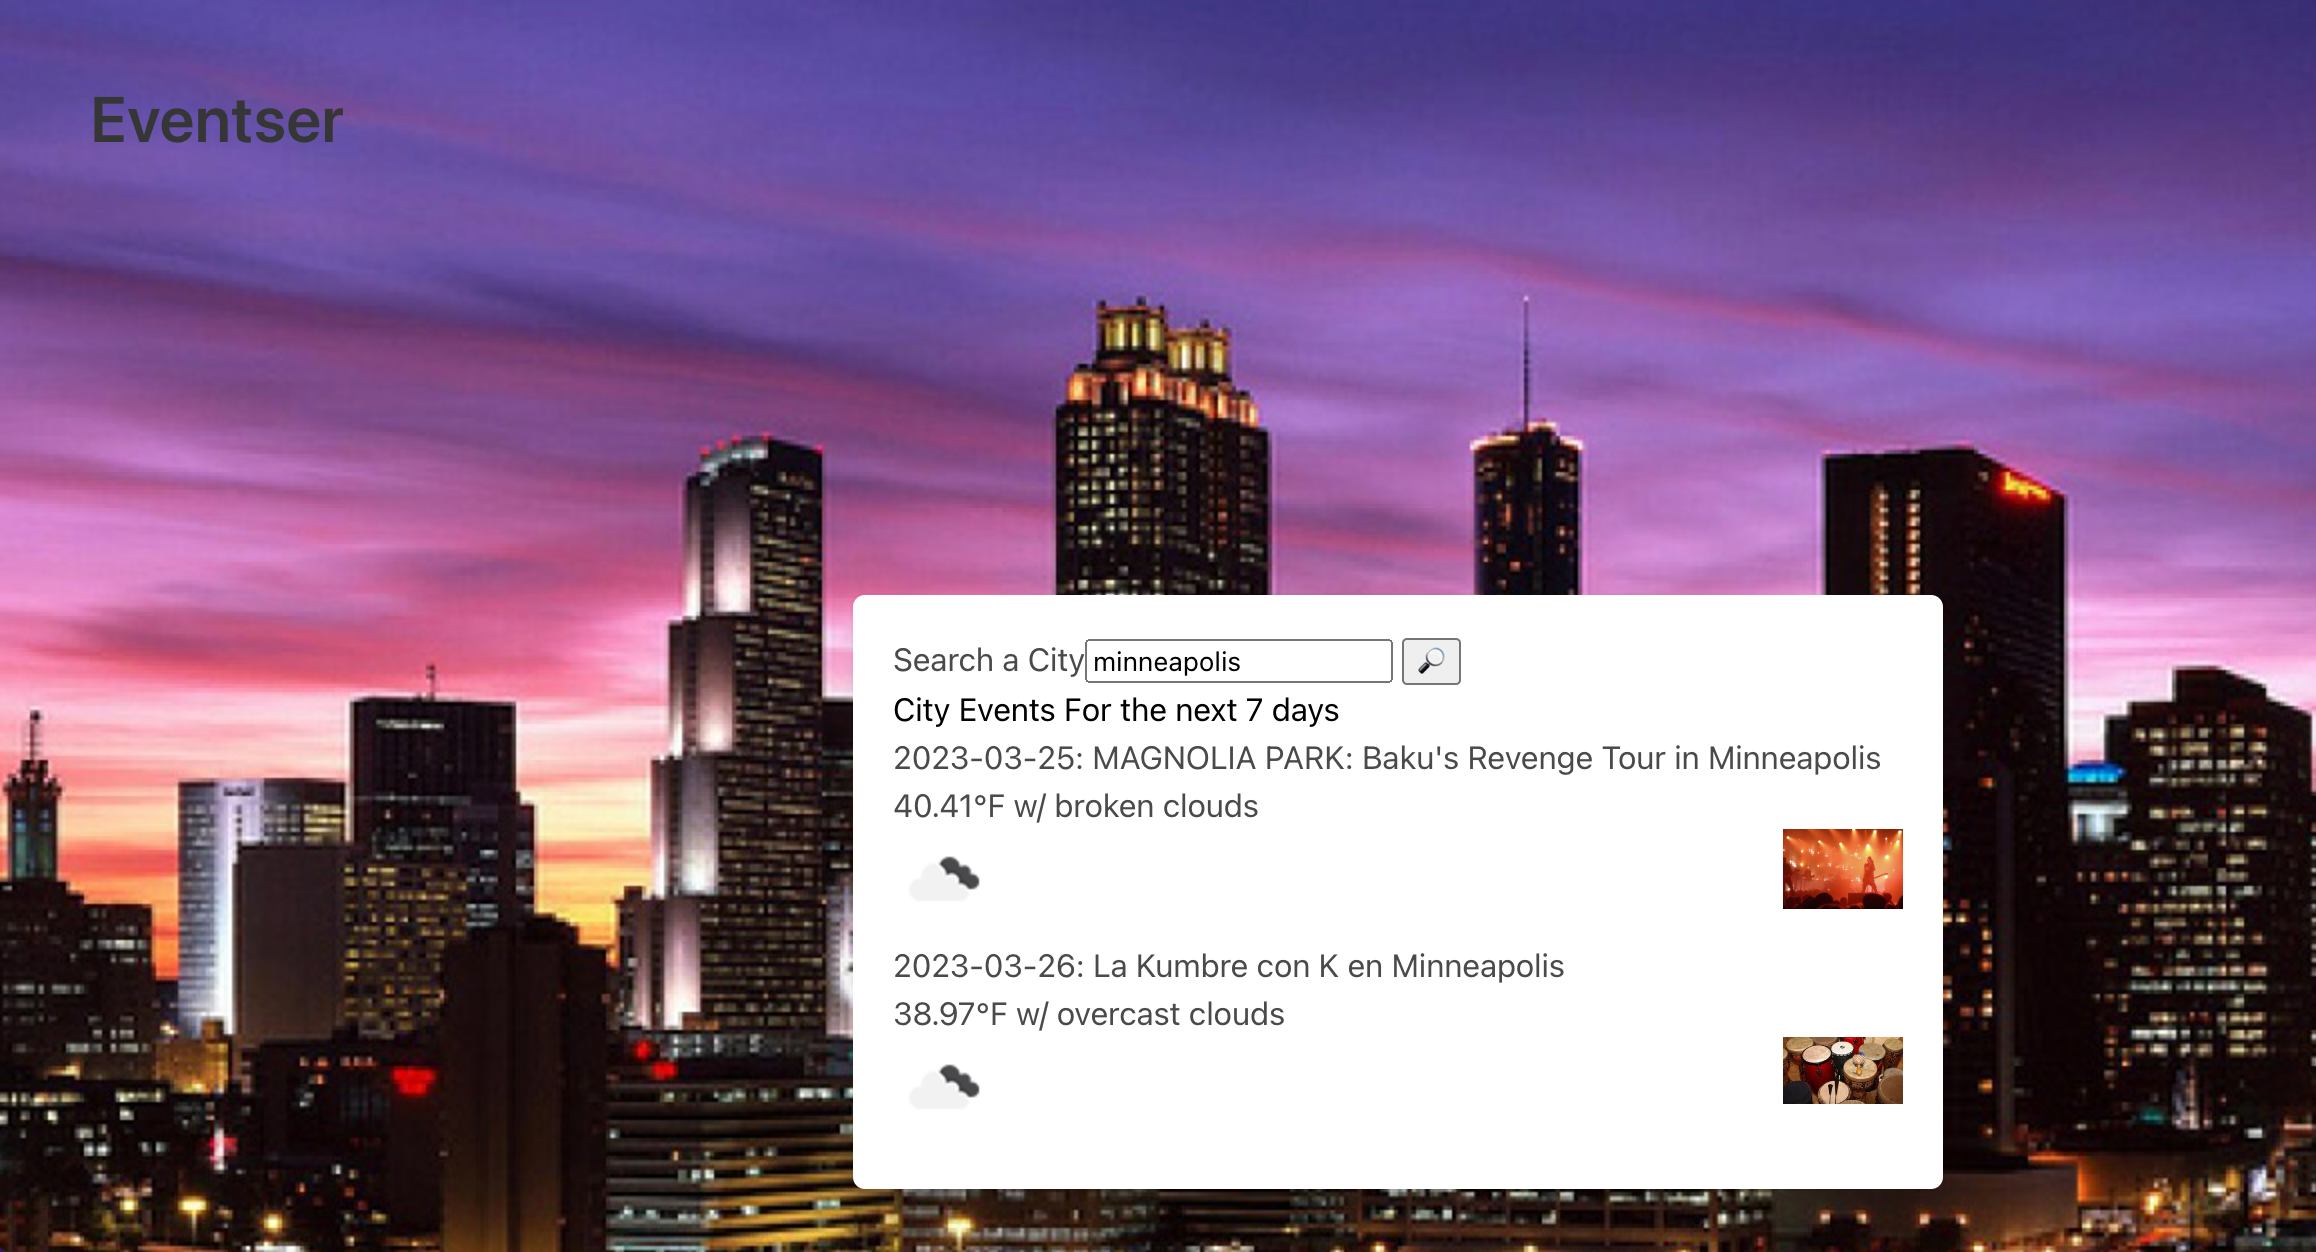 Eventser
Search a City minneapolis
City Events For the next 7 days
2023-03-25: MAGNOLIA PARK: Baku's Revenge Tour in Minneapolis
40.41°F w/ broken clouds
2023-03-26: La Kumbre con K en Minneapolis
38.97°F w/ overcast clouds